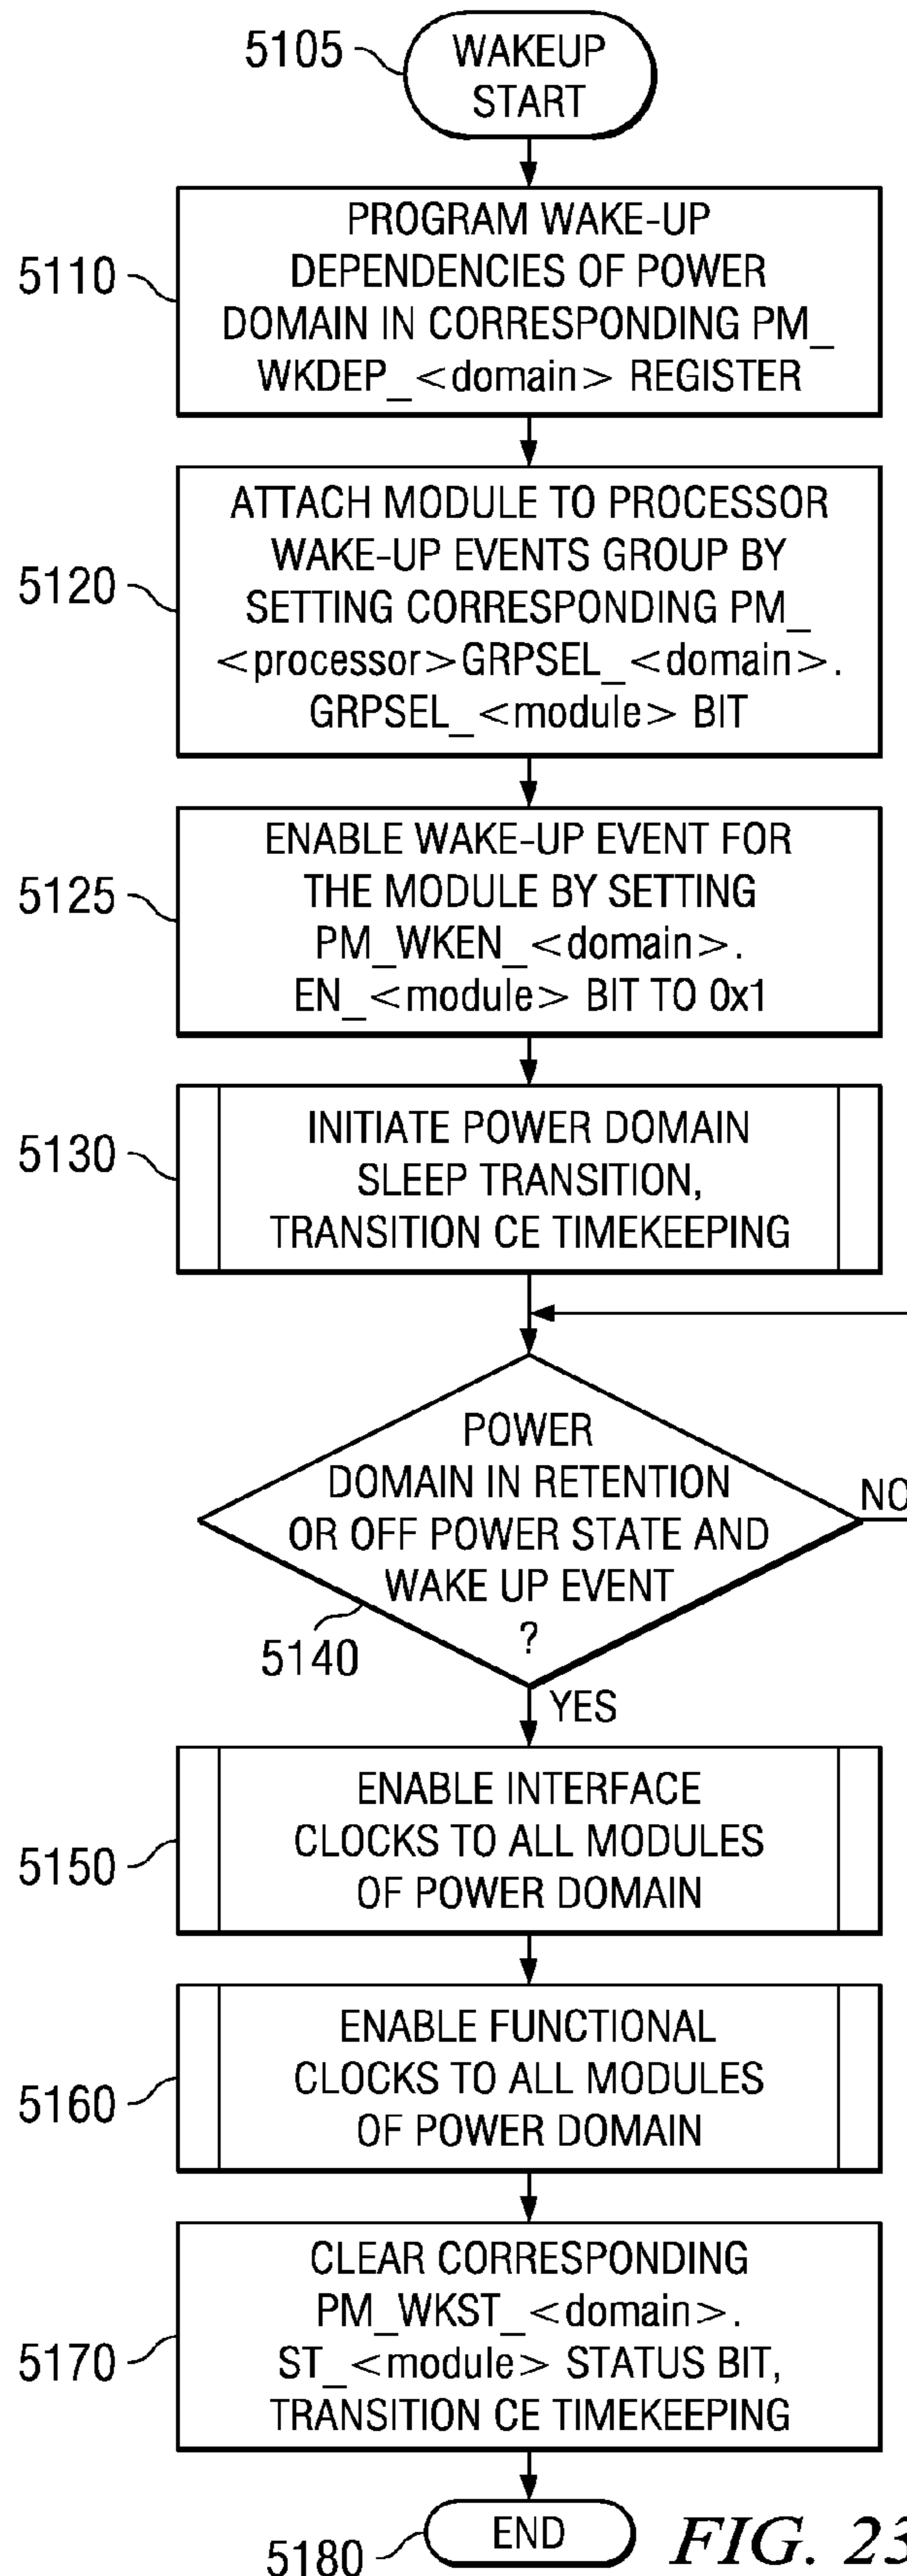 5105
WAKEUP
START
5110
PROGRAM WAKE-UP
DEPENDENCIES OF POWER
DOMAIN IN CORRESPONDING PM_
WKDEP_<domain> REGISTER
5120
ATTACH MODULE TO PROCESSOR
WAKE-UP EVENTS GROUP BY
SETTING CORRESPONDING PM_
<processor>GRPSEL_<domain>.
GRPSEL_<module> BIT
5125
ENABLE WAKE-UP EVENT FOR
THE MODULE BY SETTING
PM_WKEN_<domain>.
EN_<module> BIT TO 0x1
5130
INITIATE POWER DOMAIN
SLEEP TRANSITION,
TRANSITION CE TIMEKEEPING
POWER
DOMAIN IN RETENTION
OR OFF POWER STATE AND
WAKE UP EVENT
?
NO
5140
YES
5150
ENABLE INTERFACE
CLOCKS TO ALL MODULES
OF POWER DOMAIN
5160
ENABLE FUNCTIONAL
CLOCKS TO ALL MODULES
OF POWER DOMAIN
5170
CLEAR CORRESPONDING
PM_WKST_<domain>.
ST_<module> STATUS BIT,
TRANSITION CE TIMEKEEPING
5180
END
FIG. 23